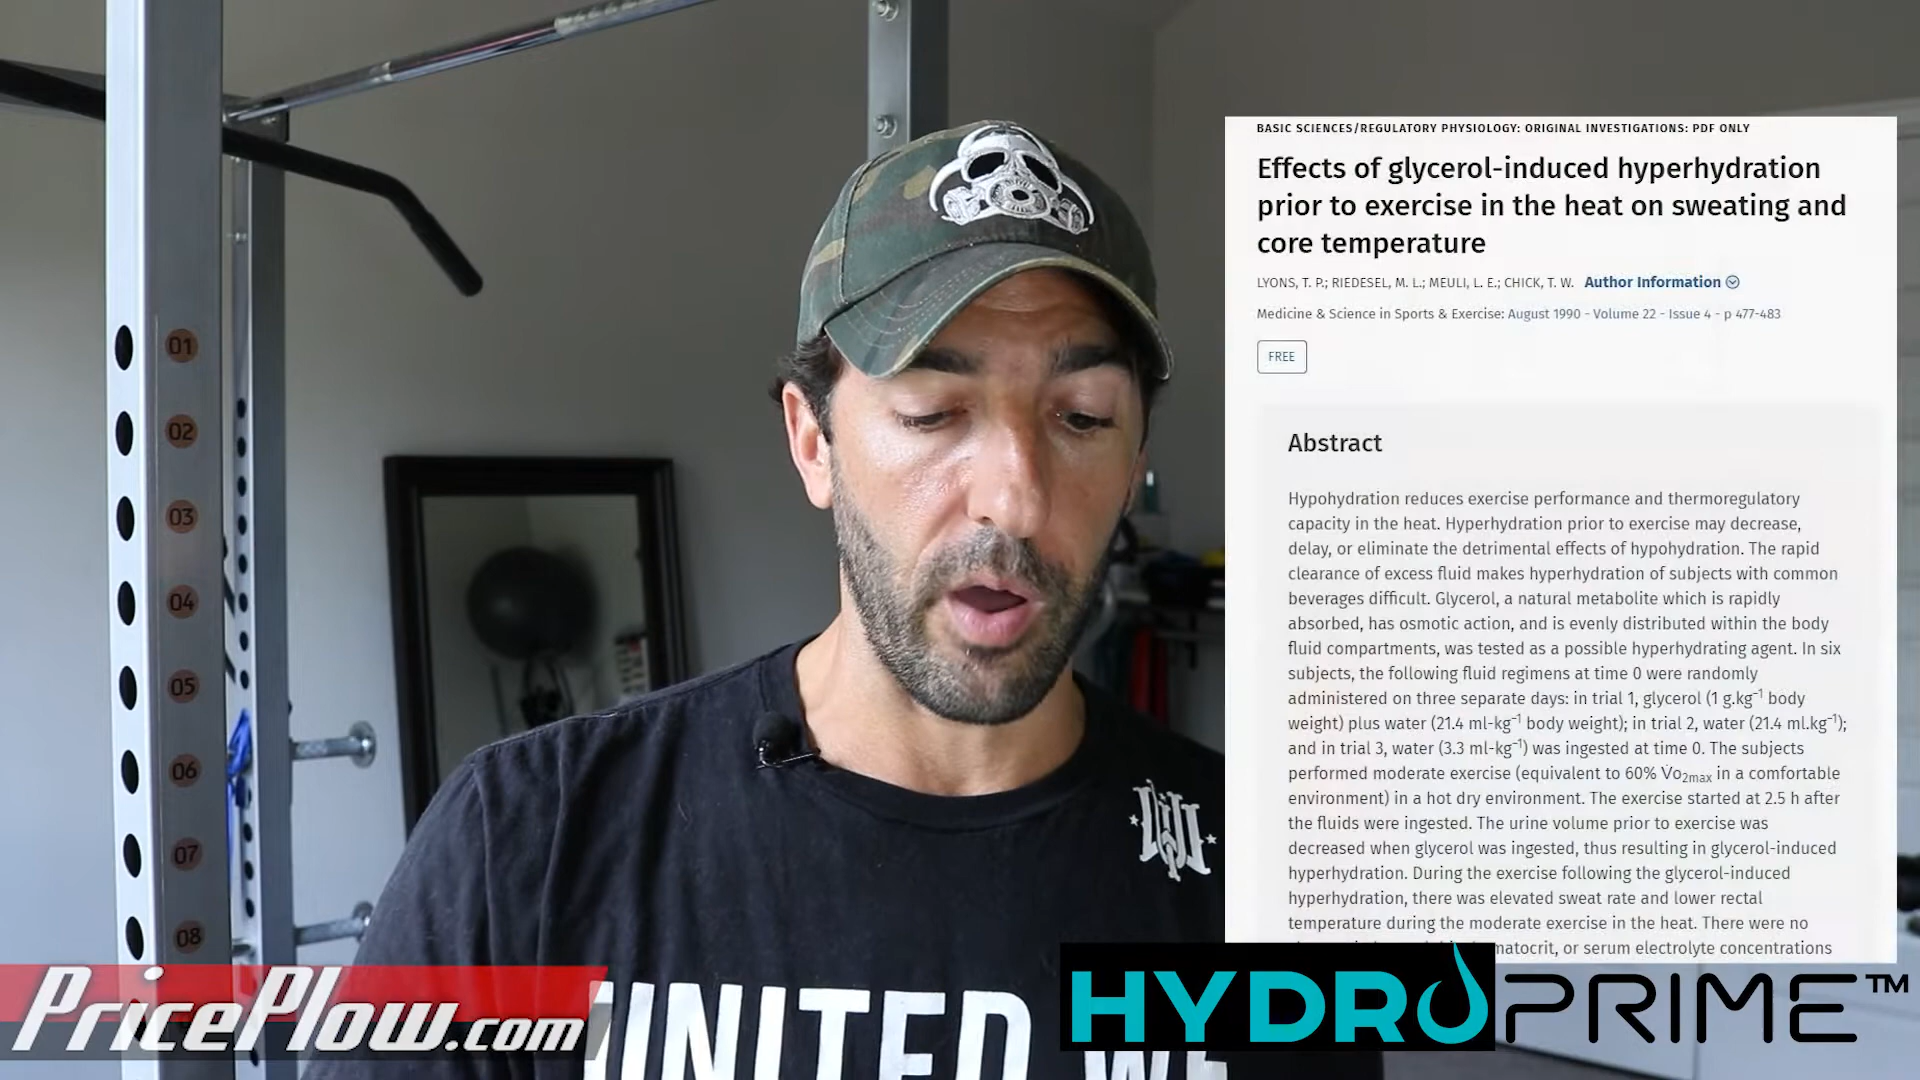 BASIC SCIENCES/REGULATORY PHYSIOLOGY: ORIGINAL INVESTIGATIONS: PDF ONLY
Effects of glycerol-induced hyperhydration
prior to exercise in the heat on sweating and
core temperature
LYONS, T. P.; RIEDESEL, M. L.; MEULI, L. E.; CHICK, T. W. Author Information
Medicine & Science in Sports & Exercise: August 1990 - Volume 22 - Issue 4 - p 477-483
FREE
Abstract
Hypohydration reduces exercise performance and thermoregulatory
capacity in the heat. Hyperhydration prior to exercise may decrease,
delay, or eliminate the detrimental effects of hypohydration. The rapid
clearance of excess fluid makes hyperhydration of subjects with common
beverages difficult. Glycerol, a natural metabolite which is rapidly
absorbed, has osmotic action, and is evenly distributed within the body
fluid compartments, was tested as a possible hyperhydrating agent. In six
subjects, the following fluid regimens at time 0 were randomly
administered on three separate days: in trial 1, glycerol (1 g.kg⁻¹ body
weight) plus water (21.4 ml-kg⁻¹ body weight); in trial 2, water (21.4 ml.kg⁻¹);
and in trial 3, water (3.3 ml-kg⁻¹) was ingested at time 0. The subjects
performed moderate exercise (equivalent to 60% V̇o₂max in a comfortable
environment) in a hot dry environment. The exercise started at 2.5 h after
the fluids were ingested. The urine volume prior to exercise was
decreased when glycerol was ingested, thus resulting in glycerol-induced
hyperhydration. During the exercise following the glycerol-induced
hyperhydration, there was elevated sweat rate and lower rectal
temperature during the moderate exercise in the heat. There were no
or serum electrolyte concentrations
01
02
03
04
05
06
07
08
UNITED WE
PricePlow.com
HYDROPRIME™